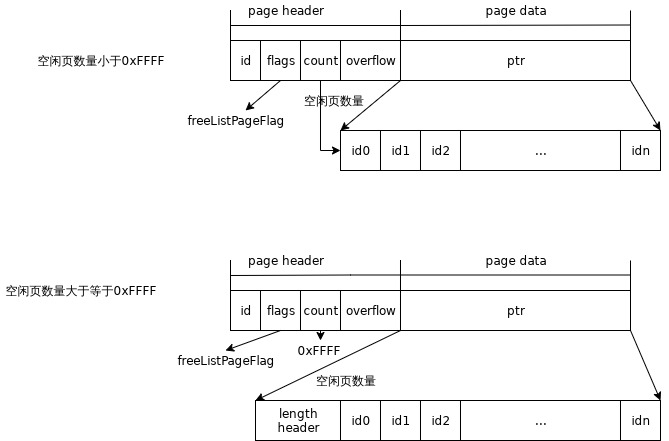 page header page data
空闲页数量小于0xFFFF
id flags count overflow ptr
空闲页数量
freeListPageFlag
id0 id1 id2 ... idn
page header page data
空闲页数量大于等于0xFFFF
id flags count overflow ptr
0xFFFF
freeListPageFlag
空闲页数量
length header id0 id1 id2 ... idn